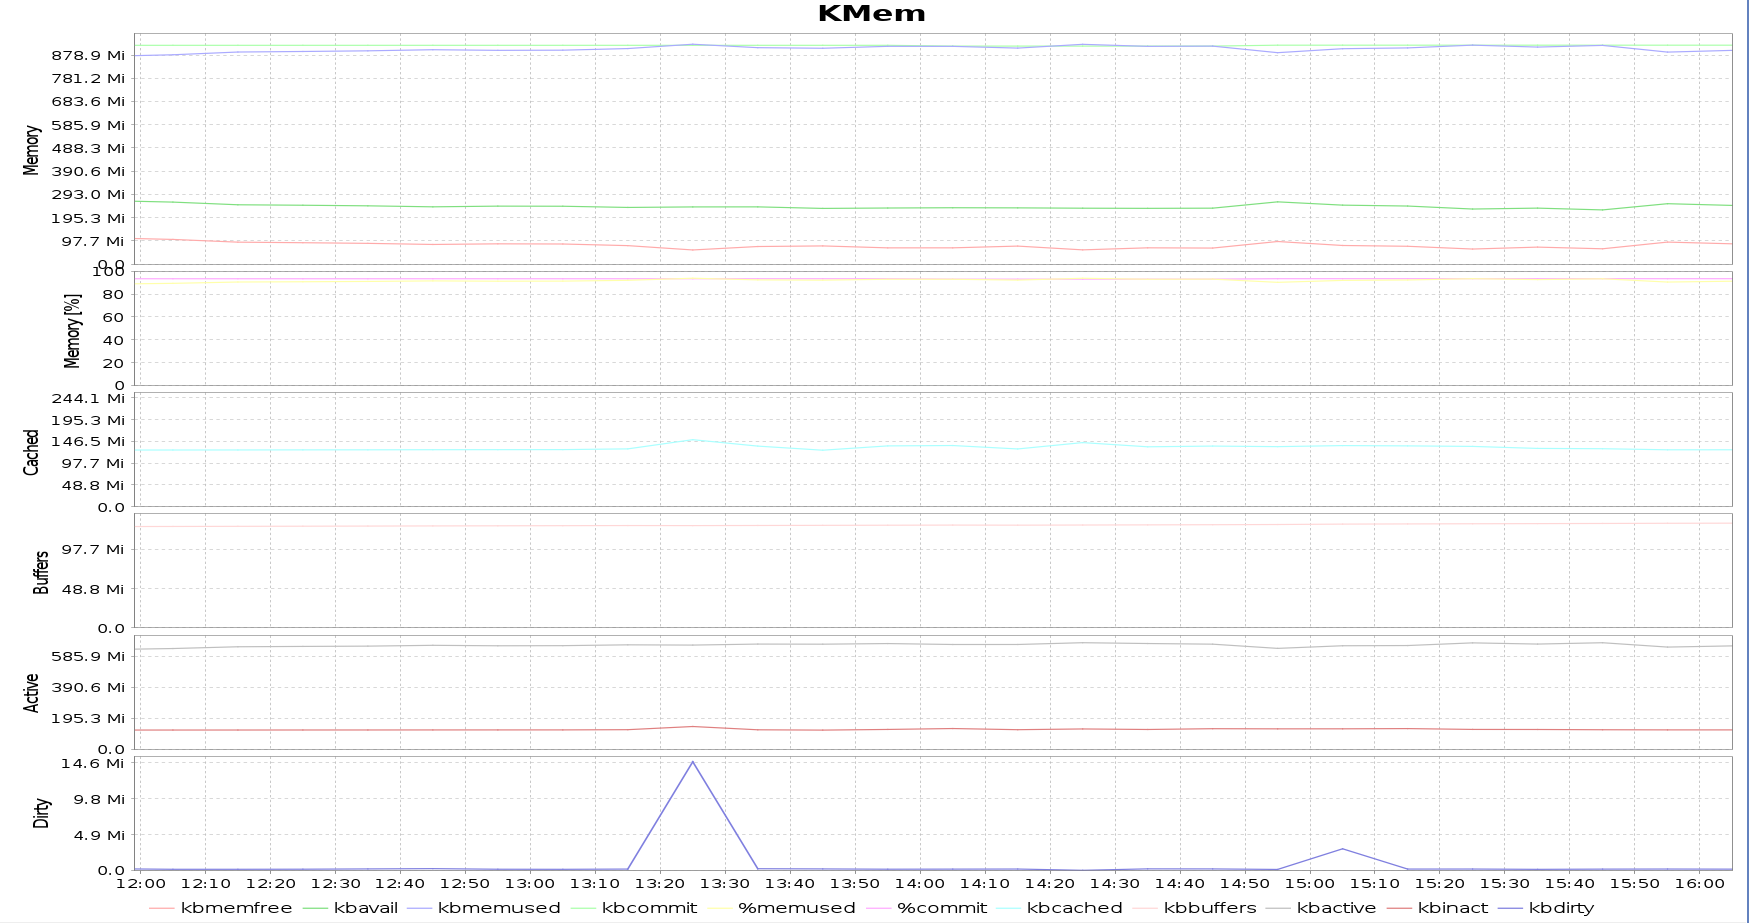 KMem
Memory
878.9 Mi
781.2 Mi
683.6 Mi
585.9 Mi
488.3 Mi
390.6 Mi
293.0 Mi
195.3 Mi
97.7 Mi
0.0
Memory [%]
100
80
60
40
20
0
Cached
244.1 Mi
195.3 Mi
146.5 Mi
97.7 Mi
48.8 Mi
0.0
Buffers
97.7 Mi
48.8 Mi
0.0
Active
585.9 Mi
390.6 Mi
195.3 Mi
0.0
Dirty
14.6 Mi
9.8 Mi
4.9 Mi
0.0
12:00 12:10 12:20 12:30 12:40 12:50 13:00 13:10 13:20 13:30 13:40 13:50 14:00 14:10 14:20 14:30 14:40 14:50 15:00 15:10 15:20 15:30 15:40 15:50 16:00
kbmemfree kbavail kbmemused kbcommit %memused %commit kbcached kbbuffers kbactive kbinact kbdirty